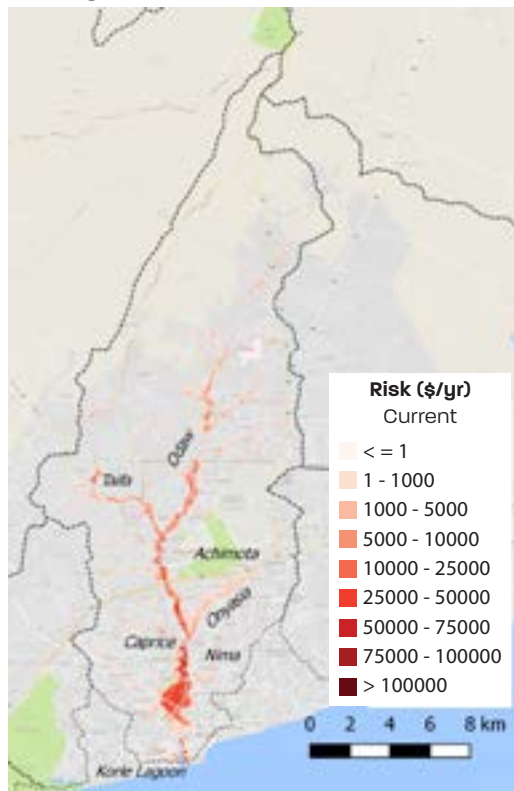 Risk ($/yr)
Current
< = 1
1 - 1000
1000 - 5000
5000 - 10000
10000 - 25000
25000 - 50000
50000 - 75000
75000 - 100000
> 100000
Odaw
Taifa
Achimota
Onyasia
Caprice
Nima
Korle Lagoon
0 2 4 6 8 km